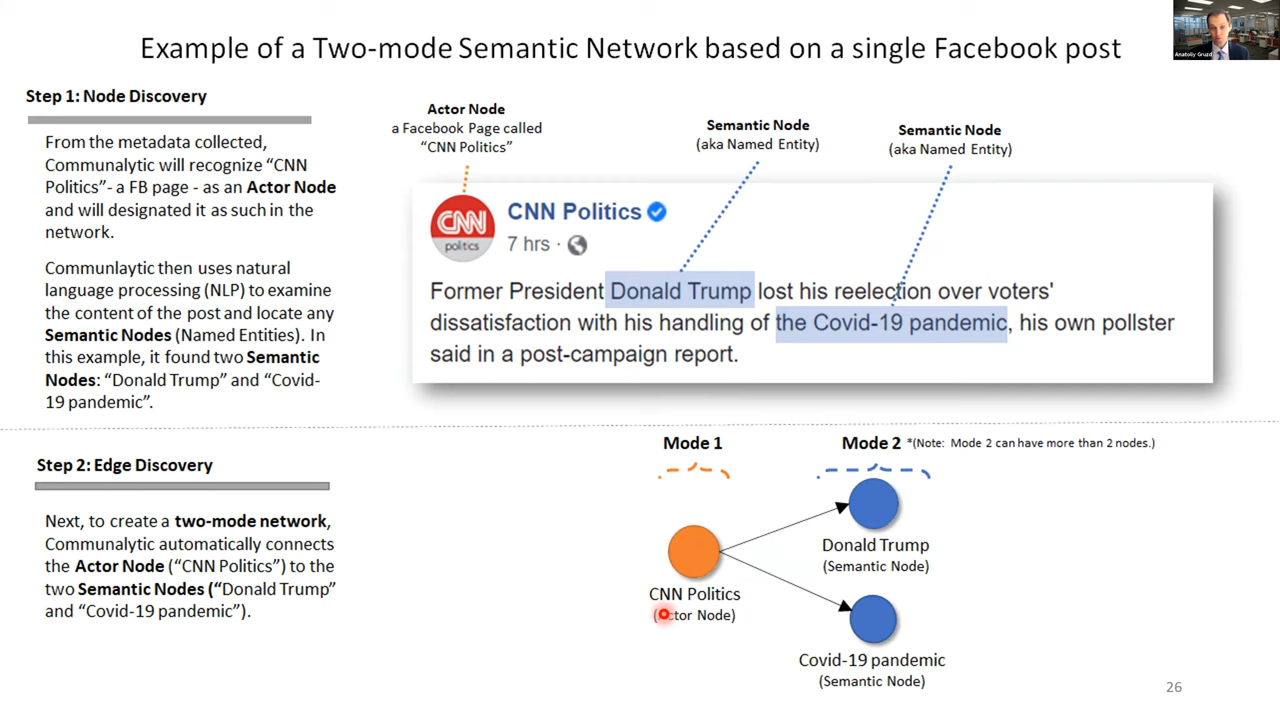 Example of a Two-mode Semantic Network based on a single Facebook post
Anatoliy Gruzd
Step 1: Node Discovery
From the metadata collected,
Communalytic will recognize “CNN
Politics”- a FB page - as an Actor Node
and will designated it as such in the
network.
Communlaytic then uses natural
language processing (NLP) to examine
the content of the post and locate any
Semantic Nodes (Named Entities). In
this example, it found two Semantic
Nodes: “Donald Trump” and “Covid-
19 pandemic”.
Actor Node
a Facebook Page called
“CNN Politics”
Semantic Node
(aka Named Entity)
Semantic Node
(aka Named Entity)
CNN
politics
CNN Politics
7 hrs ·
Former President Donald Trump lost his reelection over voters'
dissatisfaction with his handling of the Covid-19 pandemic, his own pollster
said in a post-campaign report.
Step 2: Edge Discovery
Next, to create a two-mode network,
Communalytic automatically connects
the Actor Node (“CNN Politics”) to the
two Semantic Nodes (“Donald Trump”
and “Covid-19 pandemic”).
Mode 1
Mode 2 *(Note: Mode 2 can have more than 2 nodes.)
CNN Politics
(Actor Node)
Donald Trump
(Semantic Node)
Covid-19 pandemic
(Semantic Node)
26